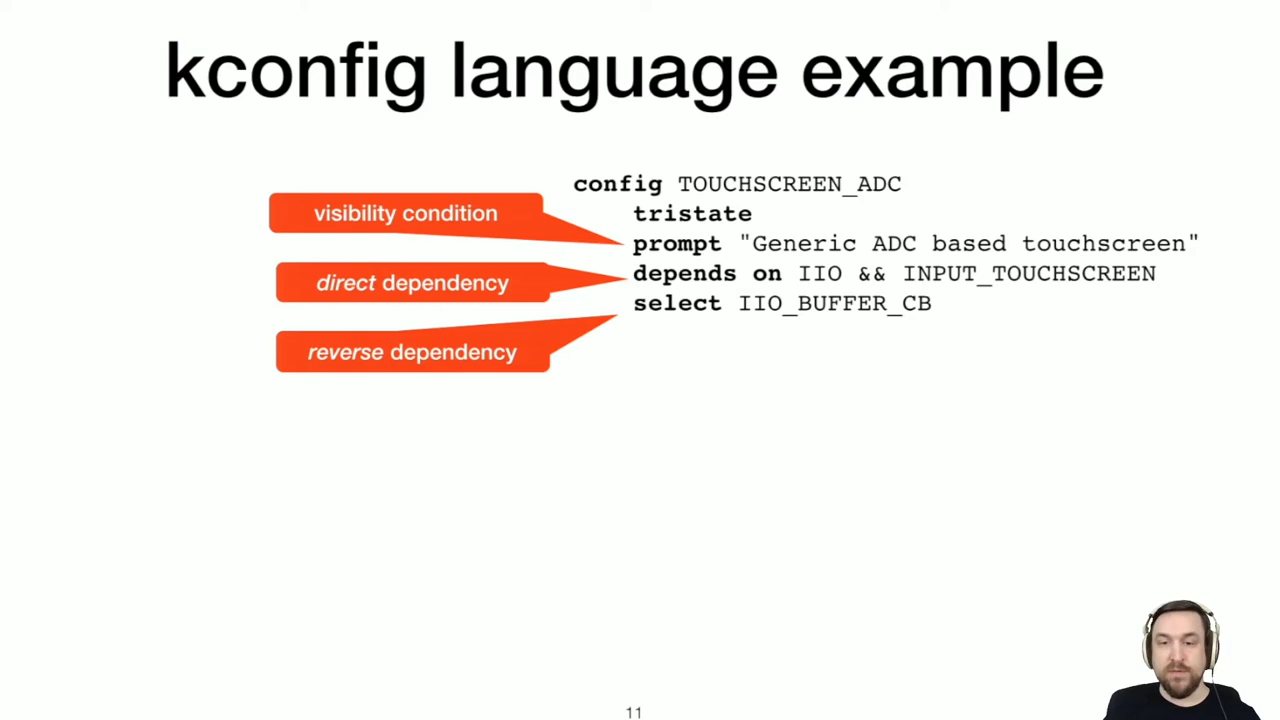 kconfig language example
config TOUCHSCREEN_ADC
visibility condition
tristate
prompt "Generic ADC based touchscreen"
direct dependency
depends on IIO && INPUT_TOUCHSCREEN
select IIO_BUFFER_CB
reverse dependency
11